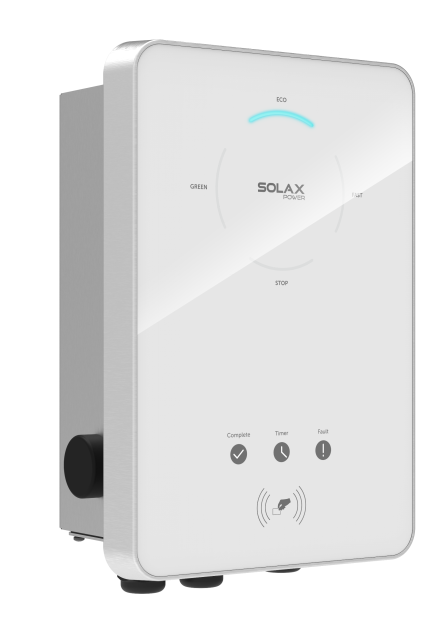 ECO
GREEN
SOLAX
POWER
STOP
Complete
Timer
Fault